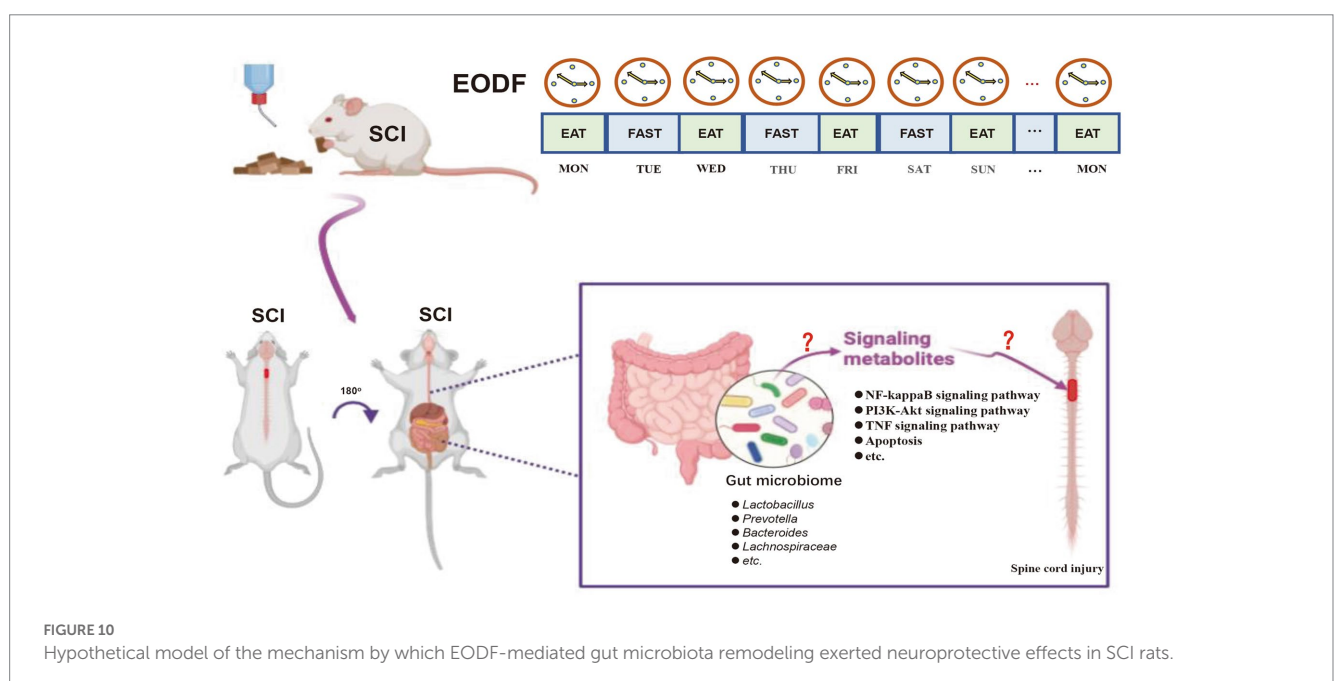 EODF
SCI
EAT FAST EAT FAST EAT FAST EAT ... EAT
MON TUE WED THU FRI SAT SUN ... MON
...
SCI
180º
SCI
?
Signaling
metabolites
?
● NF-kappaB signaling pathway
● PI3K-Akt signaling pathway
● TNF signaling pathway
● Apoptosis
● etc.
Gut microbiome
● Lactobacillus
● Prevotella
● Bacteroides
● Lachnospiraceae
● etc.
Spine cord injury
FIGURE 10
Hypothetical model of the mechanism by which EODF-mediated gut microbiota remodeling exerted neuroprotective effects in SCI rats.